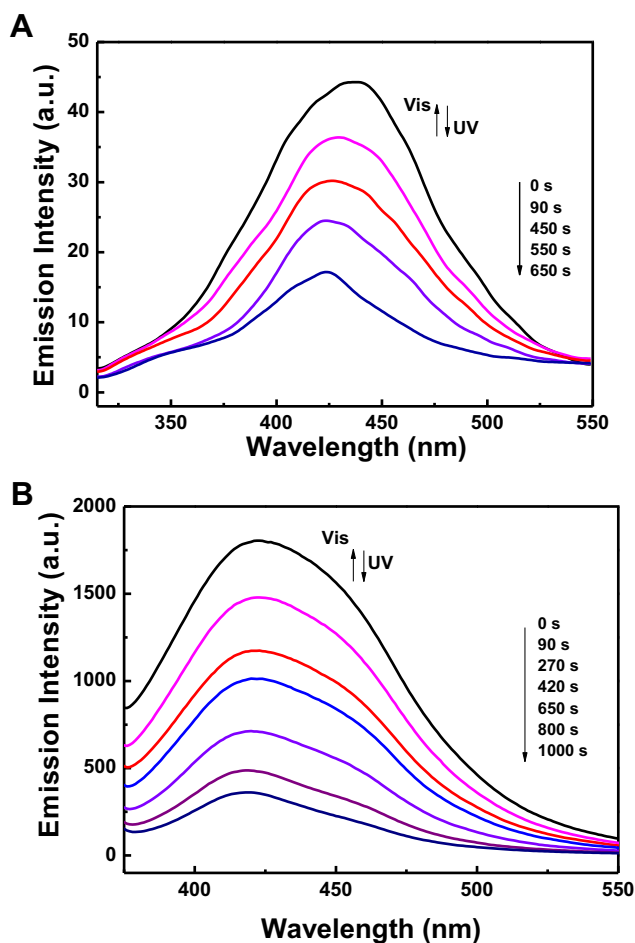 A
Emission Intensity (a.u.)
50
40
30
20
10
0
Vis
UV
0 s
90 s
450 s
550 s
650 s
350
400
450
500
550
Wavelength (nm)
B
Emission Intensity (a.u.)
2000
1500
1000
500
0
Vis
UV
0 s
90 s
270 s
420 s
650 s
800 s
1000 s
400
450
500
550
Wavelength (nm)